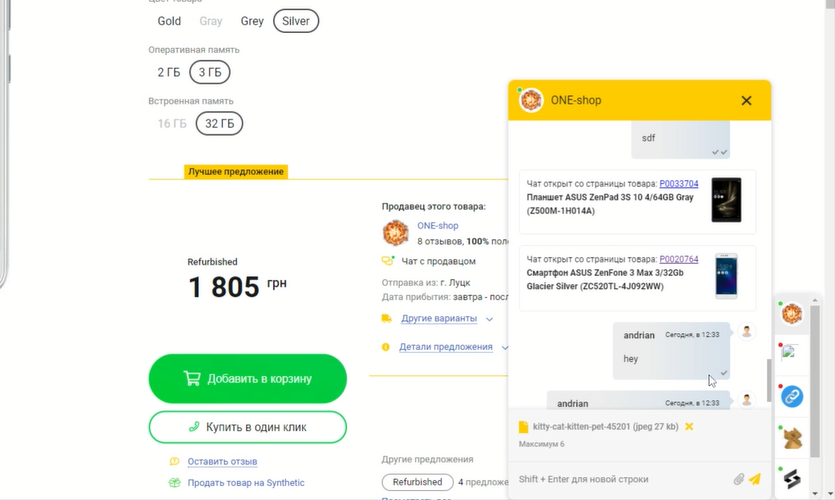 Gold Gray Grey Silver
Оперативная память
2 ГБ 3 ГБ
Встроенная память
16 ГБ 32 ГБ
Лучшее предложение
Refurbished
1 805 грн
Добавить в корзину
Купить в один клик
Оставить отзыв
Продать товар на Synthetic
Продавец этого товара:
ONE-shop
8 отзывов, 100%
Чат с продавцом
Отправка из: г. Луцк
Дата прибытия: завтра -
Другие варианты
Детали предложения
Другие предложения
Refurbished 4
ONE-shop
sdf
Чат открыт со страницы товара: P0033704
Планшет ASUS ZenPad 3S 10 4/64GB Gray
(Z500M-1H014A)
Чат открыт со страницы товара: P0020764
Смартфон ASUS ZenFone 3 Max 3/32Gb
Glacier Silver (ZC520TL-4J092WW)
andrian Сегодня, в 12:33
hey
andrian Сегодня, в 12:33
kitty-cat-kitten-pet-45201 (jpeg 27 kb)
Максимум 6
Shift + Enter для новой строки